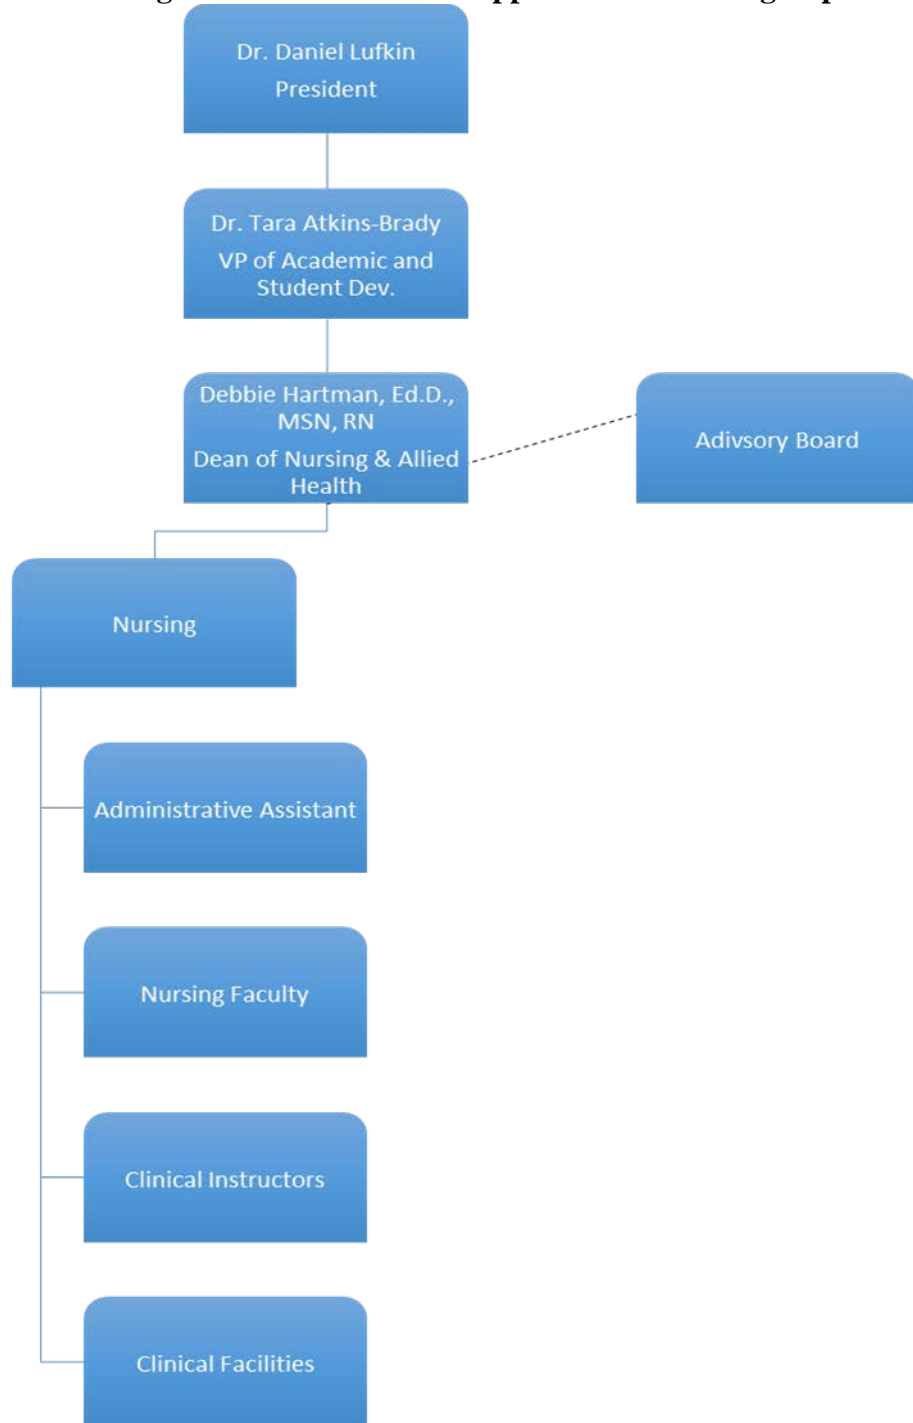 Dr. Daniel Lufkin
President
Dr. Tara Atkins-Brady
VP of Academic and
Student Dev.
Debbie Hartman, Ed.D.,
MSN, RN
Dean of Nursing & Allied
Health
Adivsory Board
Nursing
Administrative Assistant
Nursing Faculty
Clinical Instructors
Clinical Facilities